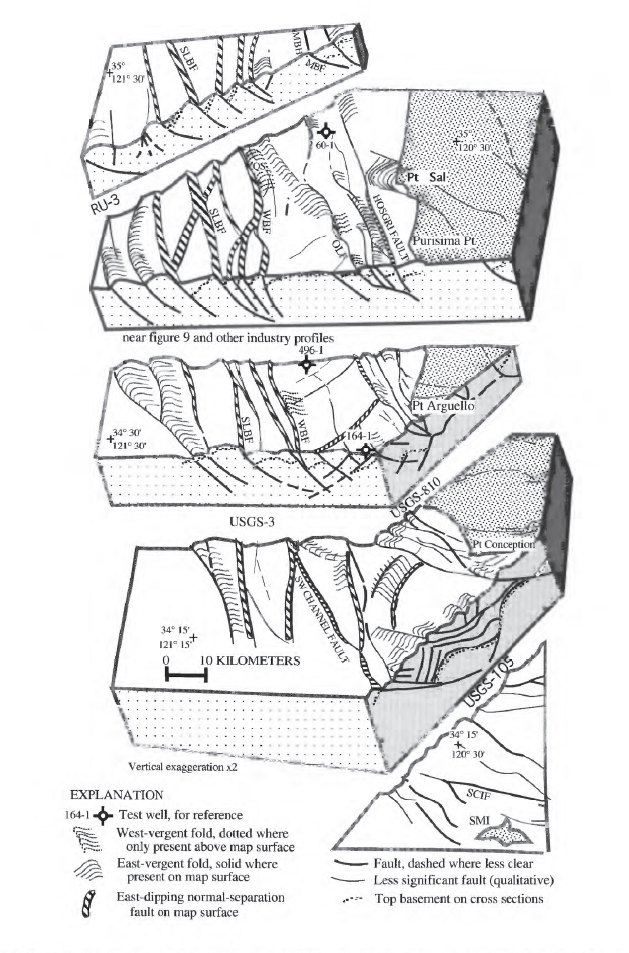 35°
121° 30'
SLBF
MBF
MBF
RU-3
60-1
35°
120° 30'
Pt Sal
HOSGRI FAULT
Purisima Pt
SLBF
WBF
OL
near figure 9 and other industry profiles
496-1
34° 30'
121° 30'
SLBF
WBF
164-1
Pt Arguello
USGS-3
USGS-810
Pt Conception
34° 15'
121° 15'
0 10 KILOMETERS
SW CHANNEL FAULT
USGS-105
34° 15'
120° 30'
SCIF
SMI
Vertical exaggeration x2
EXPLANATION
164-1 Test well, for reference
West-vergent fold, dotted where
only present above map surface
East-vergent fold, solid where
present on map surface
East-dipping normal-separation
fault on map surface
Fault, dashed where less clear
Less significant fault (qualitative)
Top basement on cross sections